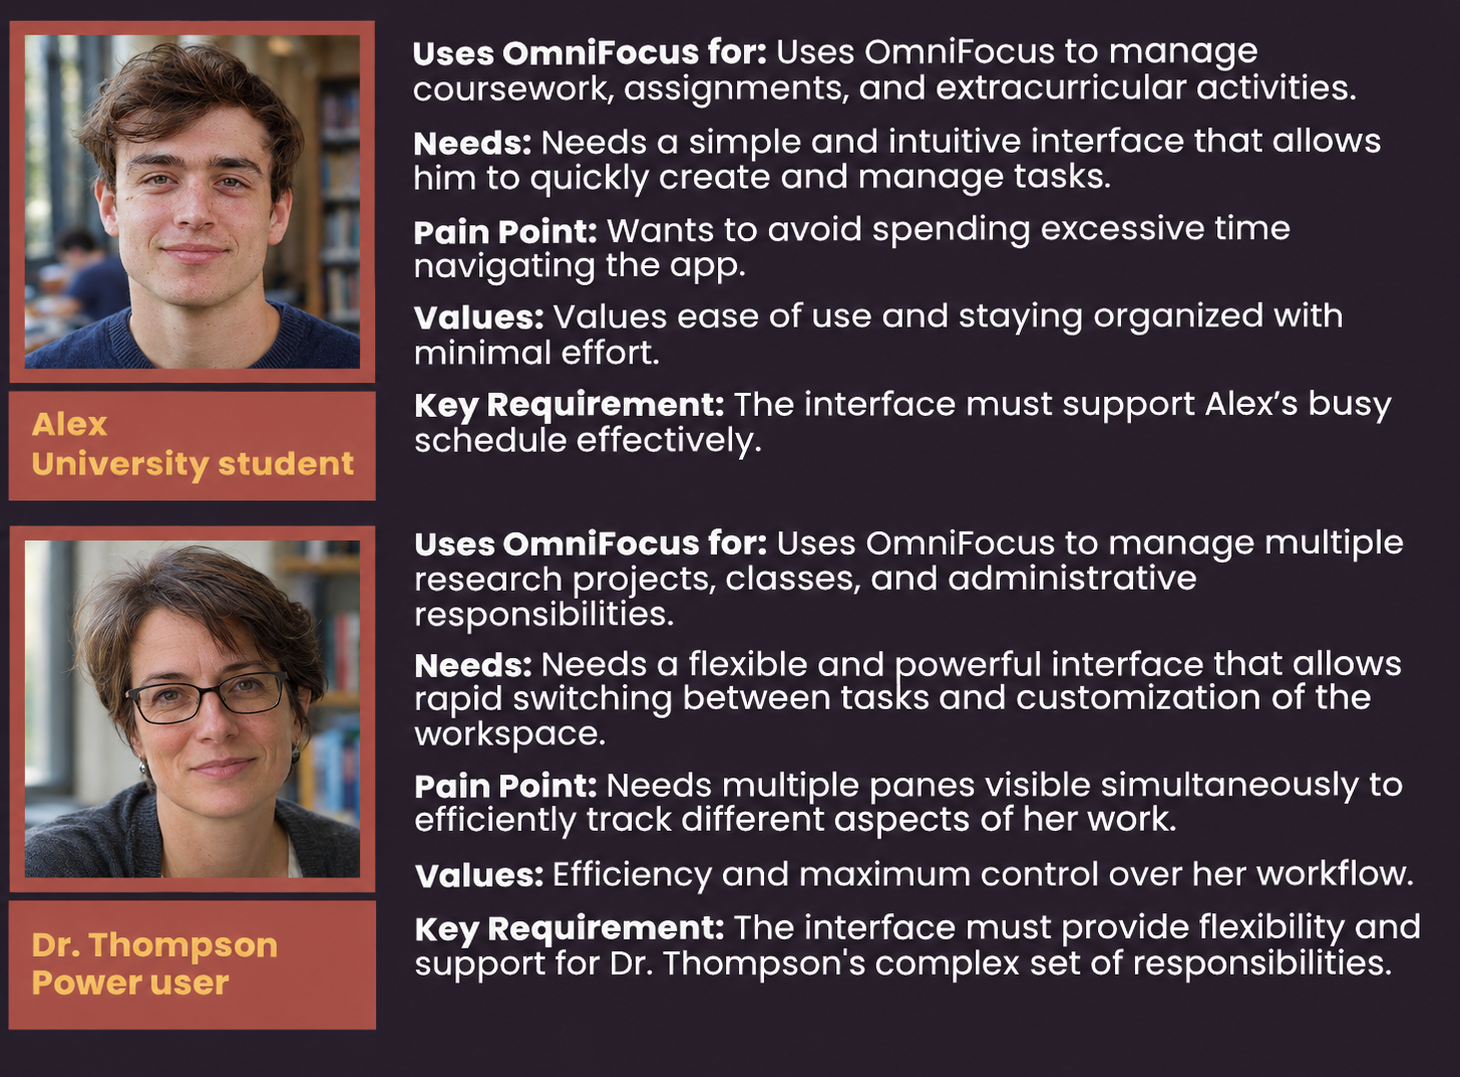 Uses OmniFocus for: Uses OmniFocus to manage
coursework, assignments, and extracurricular activities.
Needs: Needs a simple and intuitive interface that allows
him to quickly create and manage tasks.
Pain Point: Wants to avoid spending excessive time
navigating the app.
Values: Values ease of use and staying organized with
minimal effort.
Key Requirement: The interface must support Alex’s busy
schedule effectively.
Alex
University student
Uses OmniFocus for: Uses OmniFocus to manage multiple
research projects, classes, and administrative
responsibilities.
Needs: Needs a flexible and powerful interface that allows
rapid switching between tasks and customization of the
workspace.
Pain Point: Needs multiple panes visible simultaneously to
efficiently track different aspects of her work.
Values: Efficiency and maximum control over her workflow.
Key Requirement: The interface must provide flexibility and
support for Dr. Thompson's complex set of responsibilities.
Dr. Thompson
Power user